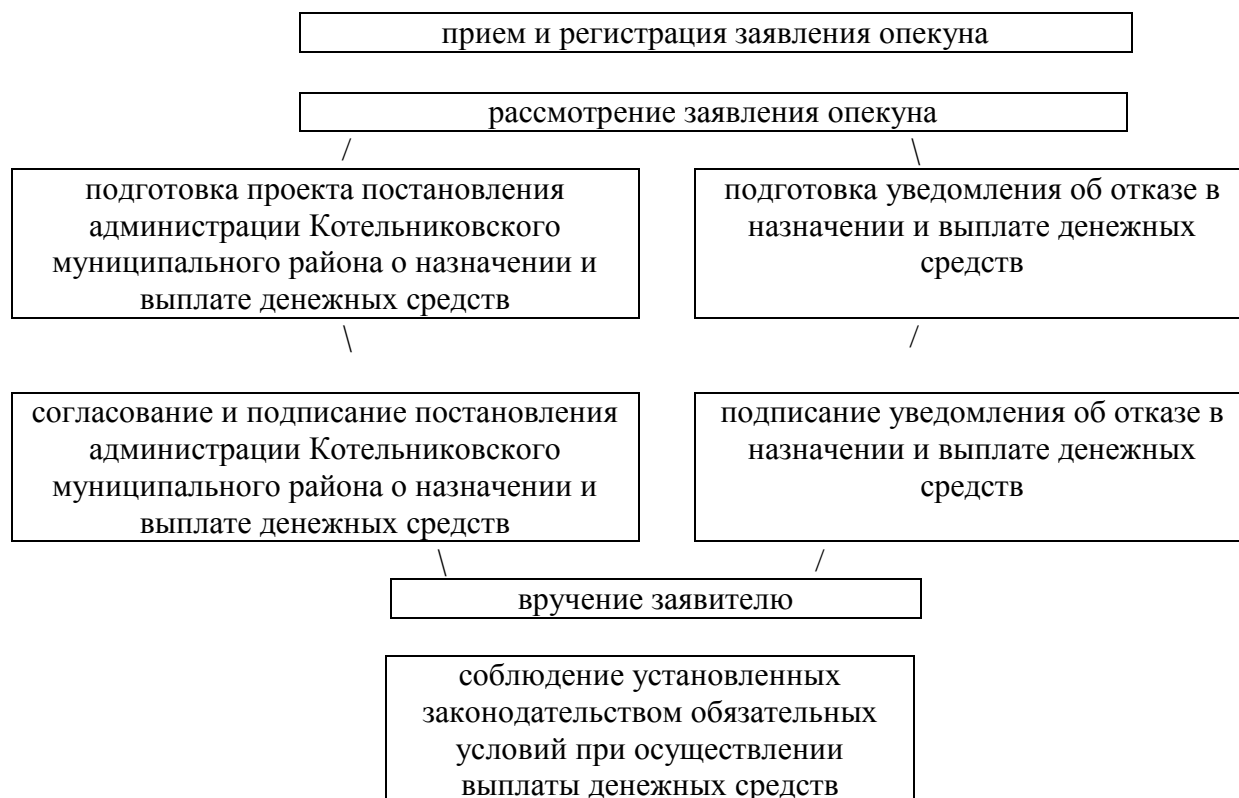 прием и регистрация заявления опекуна
рассмотрение заявления опекуна
подготовка проекта постановления
администрации Котельниковского
муниципального района о назначении и
выплате денежных средств
подготовка уведомления об отказе в
назначении и выплате денежных
средств
согласование и подписание постановления
администрации Котельниковского
муниципального района о назначении и
выплате денежных средств
подписание уведомления об отказе в
назначении и выплате денежных
средств
вручение заявителю
соблюдение установленных
законодательством обязательных
условий при осуществлении
выплаты денежных средств